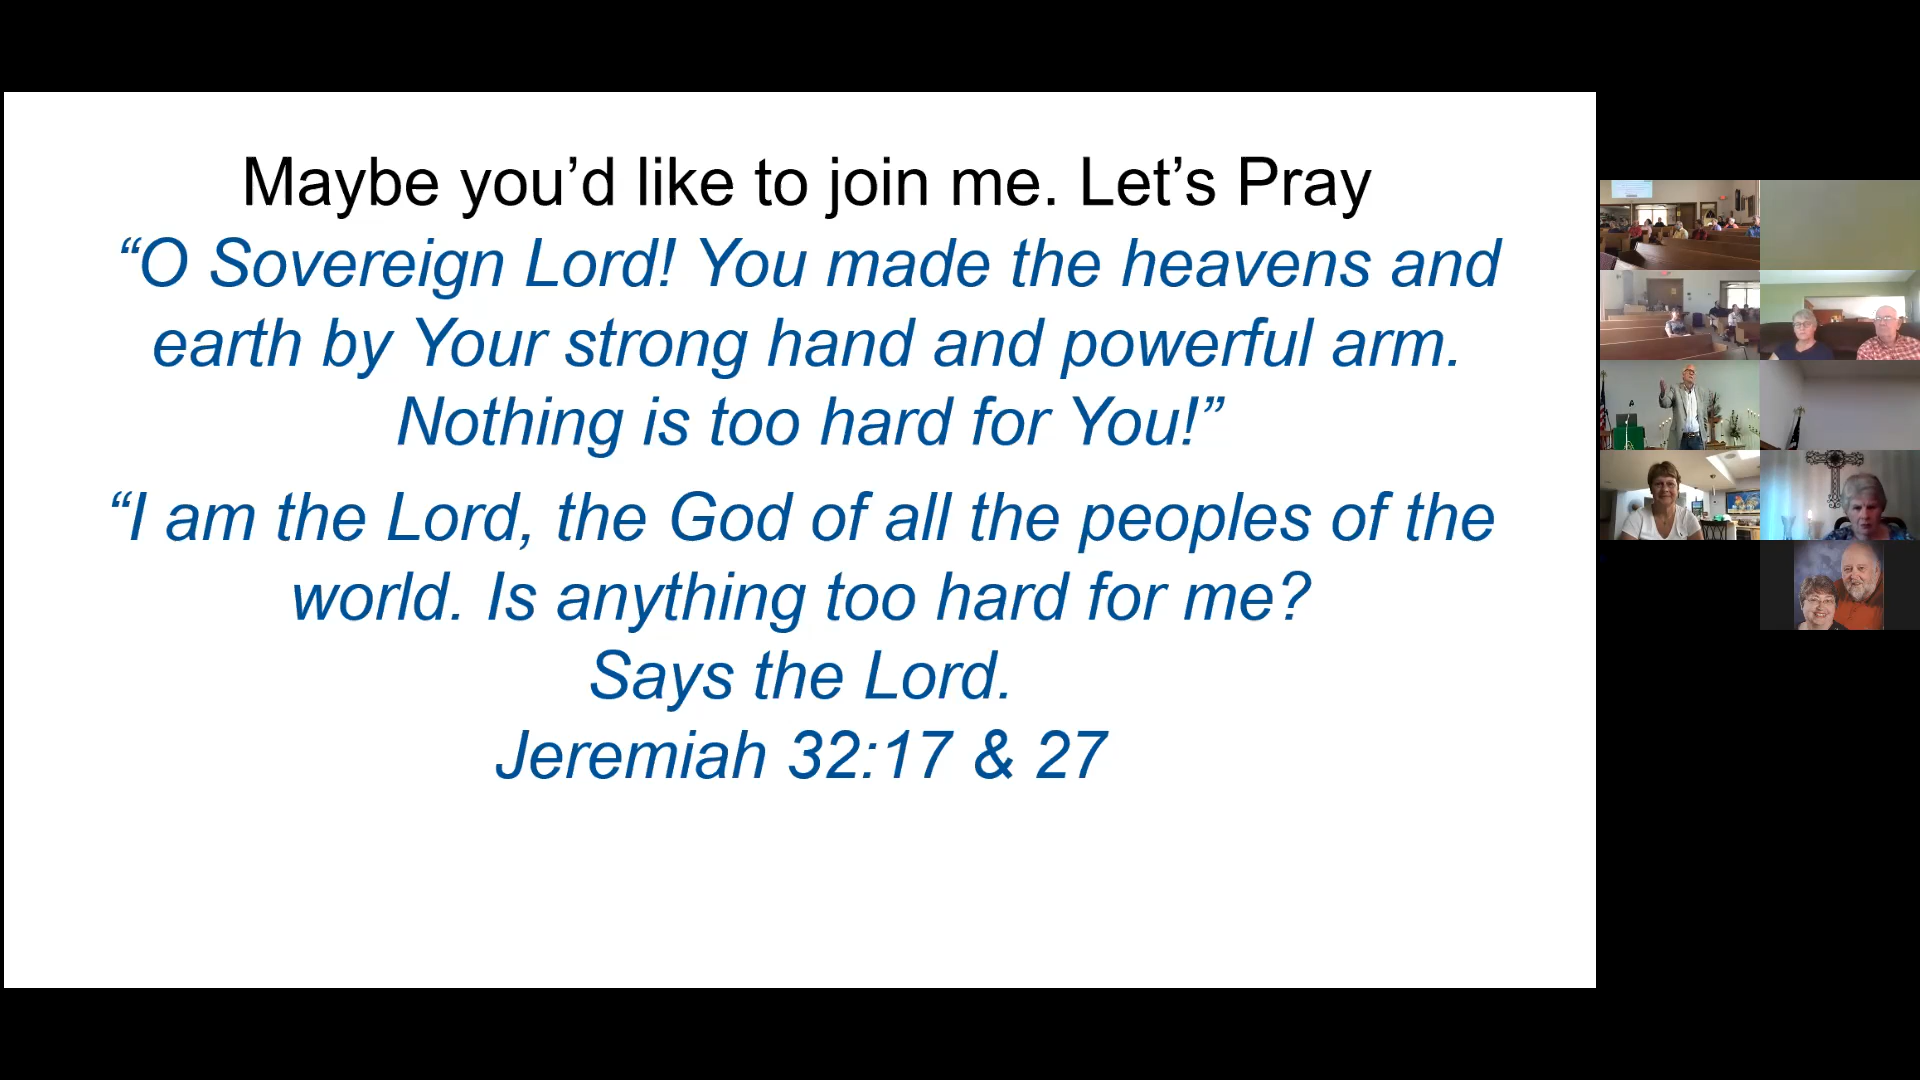 Maybe you’d like to join me. Let’s Pray
“O Sovereign Lord! You made the heavens and
earth by Your strong hand and powerful arm.
Nothing is too hard for You!”
“I am the Lord, the God of all the peoples of the
world. Is anything too hard for me?
Says the Lord.
Jeremiah 32:17 & 27